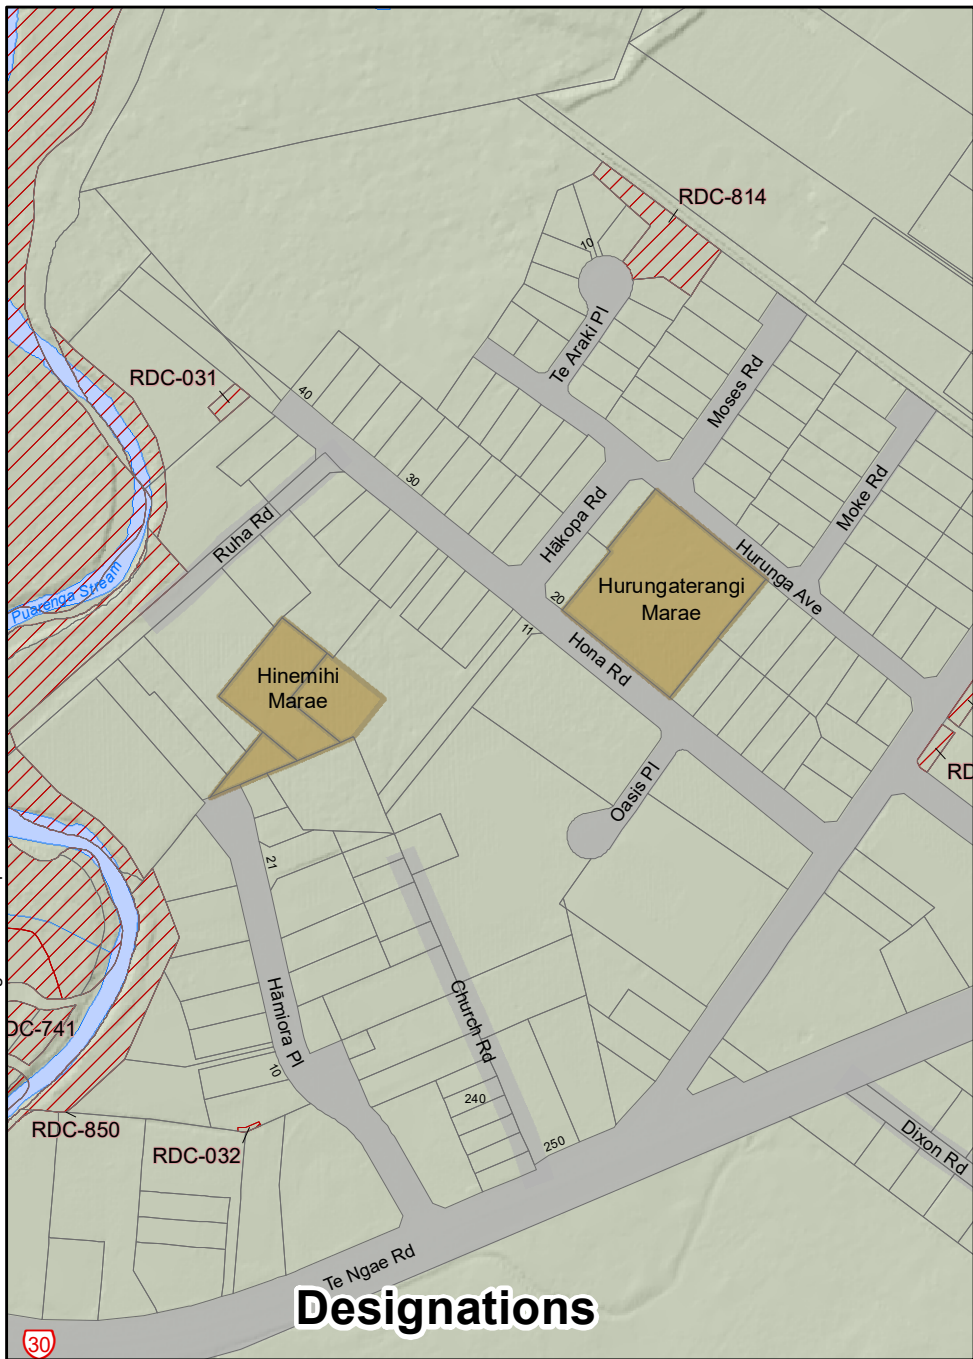 RDC-814
10
Te Araki Pl
RDC-031
40
Moses Rd
30
Moke Rd
Ruha Rd
Hākopa Rd
Hurunga Ave
Puarenga Stream
Hurungaterangi
Marae
20
11
Hona Rd
Hinemihi
Marae
Oasis Pl
RD
21
Hāmiora Pl
Church Rd
DC-741
10
240
RDC-850
RDC-032
250
Dixon Rd
Te Ngae Rd
Designations
30